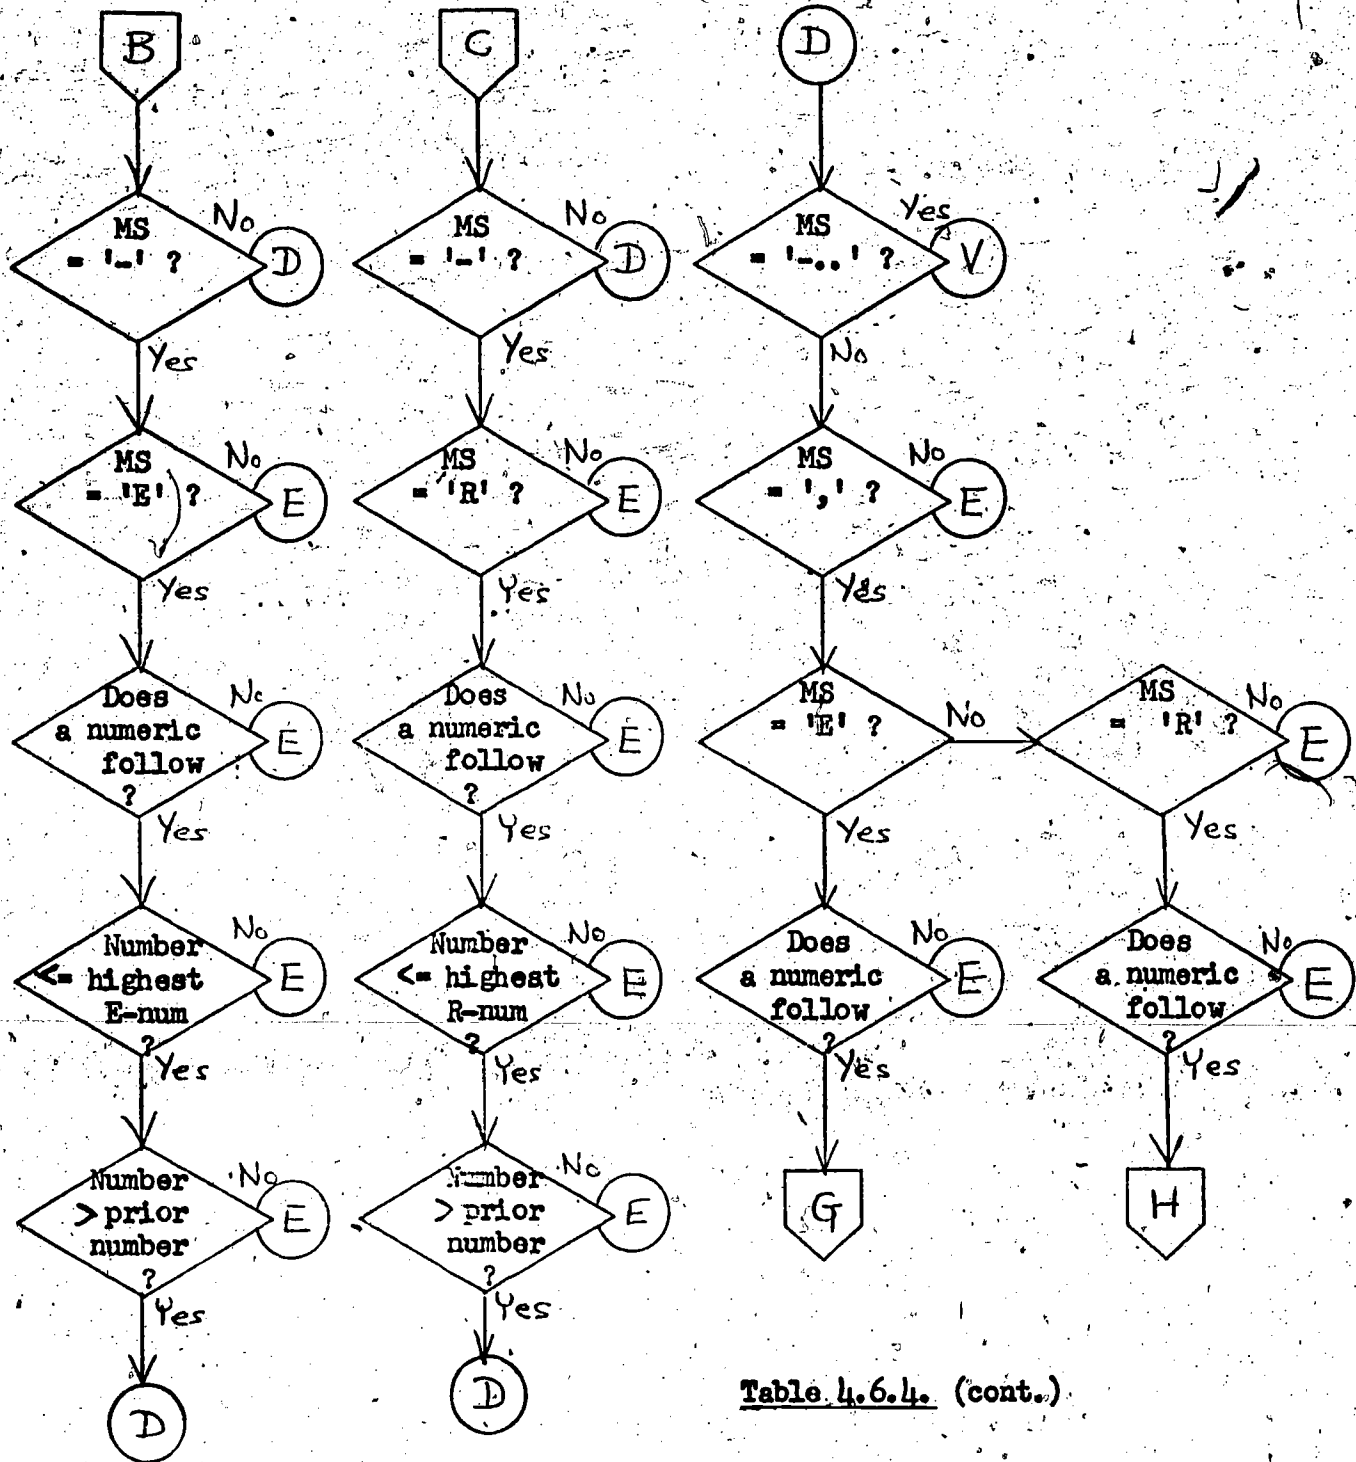 B
MS
= '-' ?
No
D
Yes
MS
= 'E' ?
No
E
Yes
Does
a numeric
follow
?
No
E
Yes
Number
<= highest
E-num
?
No
E
Yes
Number
> prior
number
?
No
E
Yes
D
C
MS
= '-' ?
No
D
Yes
MS
= 'R' ?
No
E
Yes
Does
a numeric
follow
?
No
E
Yes
Number
<= highest
R-num
?
No
E
Yes
Number
> prior
number
?
No
E
Yes
D
D
MS
= '-..' ?
Yes
V
No
MS
= ',' ?
No
E
Yes
MS
= 'E' ?
No
Yes
Does
a numeric
follow
?
No
E
Yes
G
MS
= 'R' ?
No
E
Yes
Does
a numeric
follow
?
No
E
Yes
H
Table 4.6.4. (cont.)